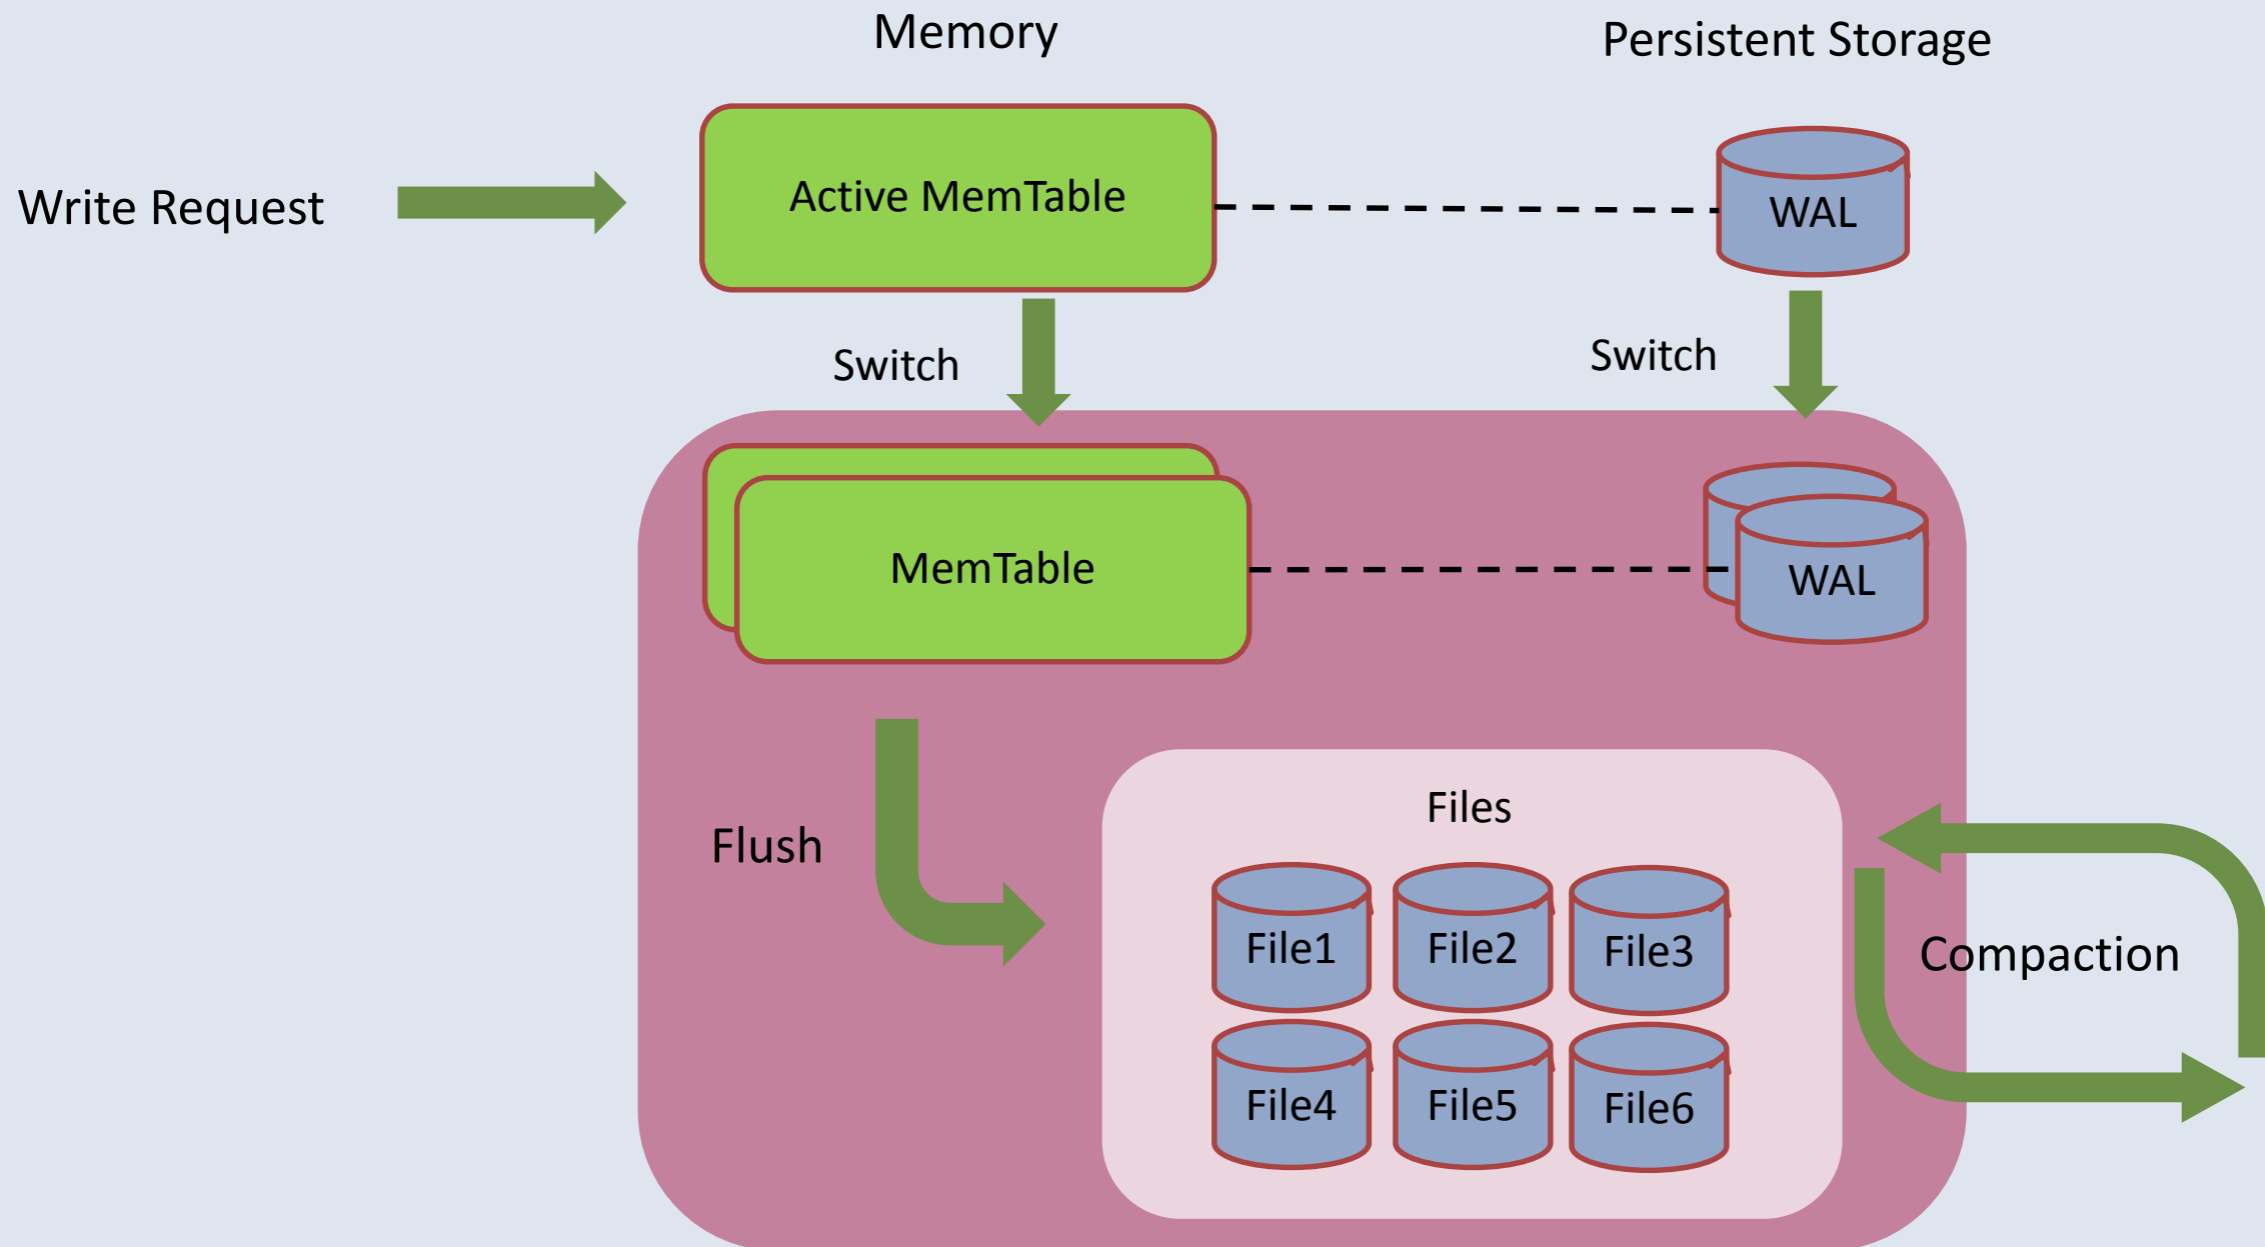 Memory
Persistent Storage
Write Request
Active MemTable
WAL
Switch
Switch
MemTable
WAL
Flush
Files
File1
File2
File3
Compaction
File4
File5
File6